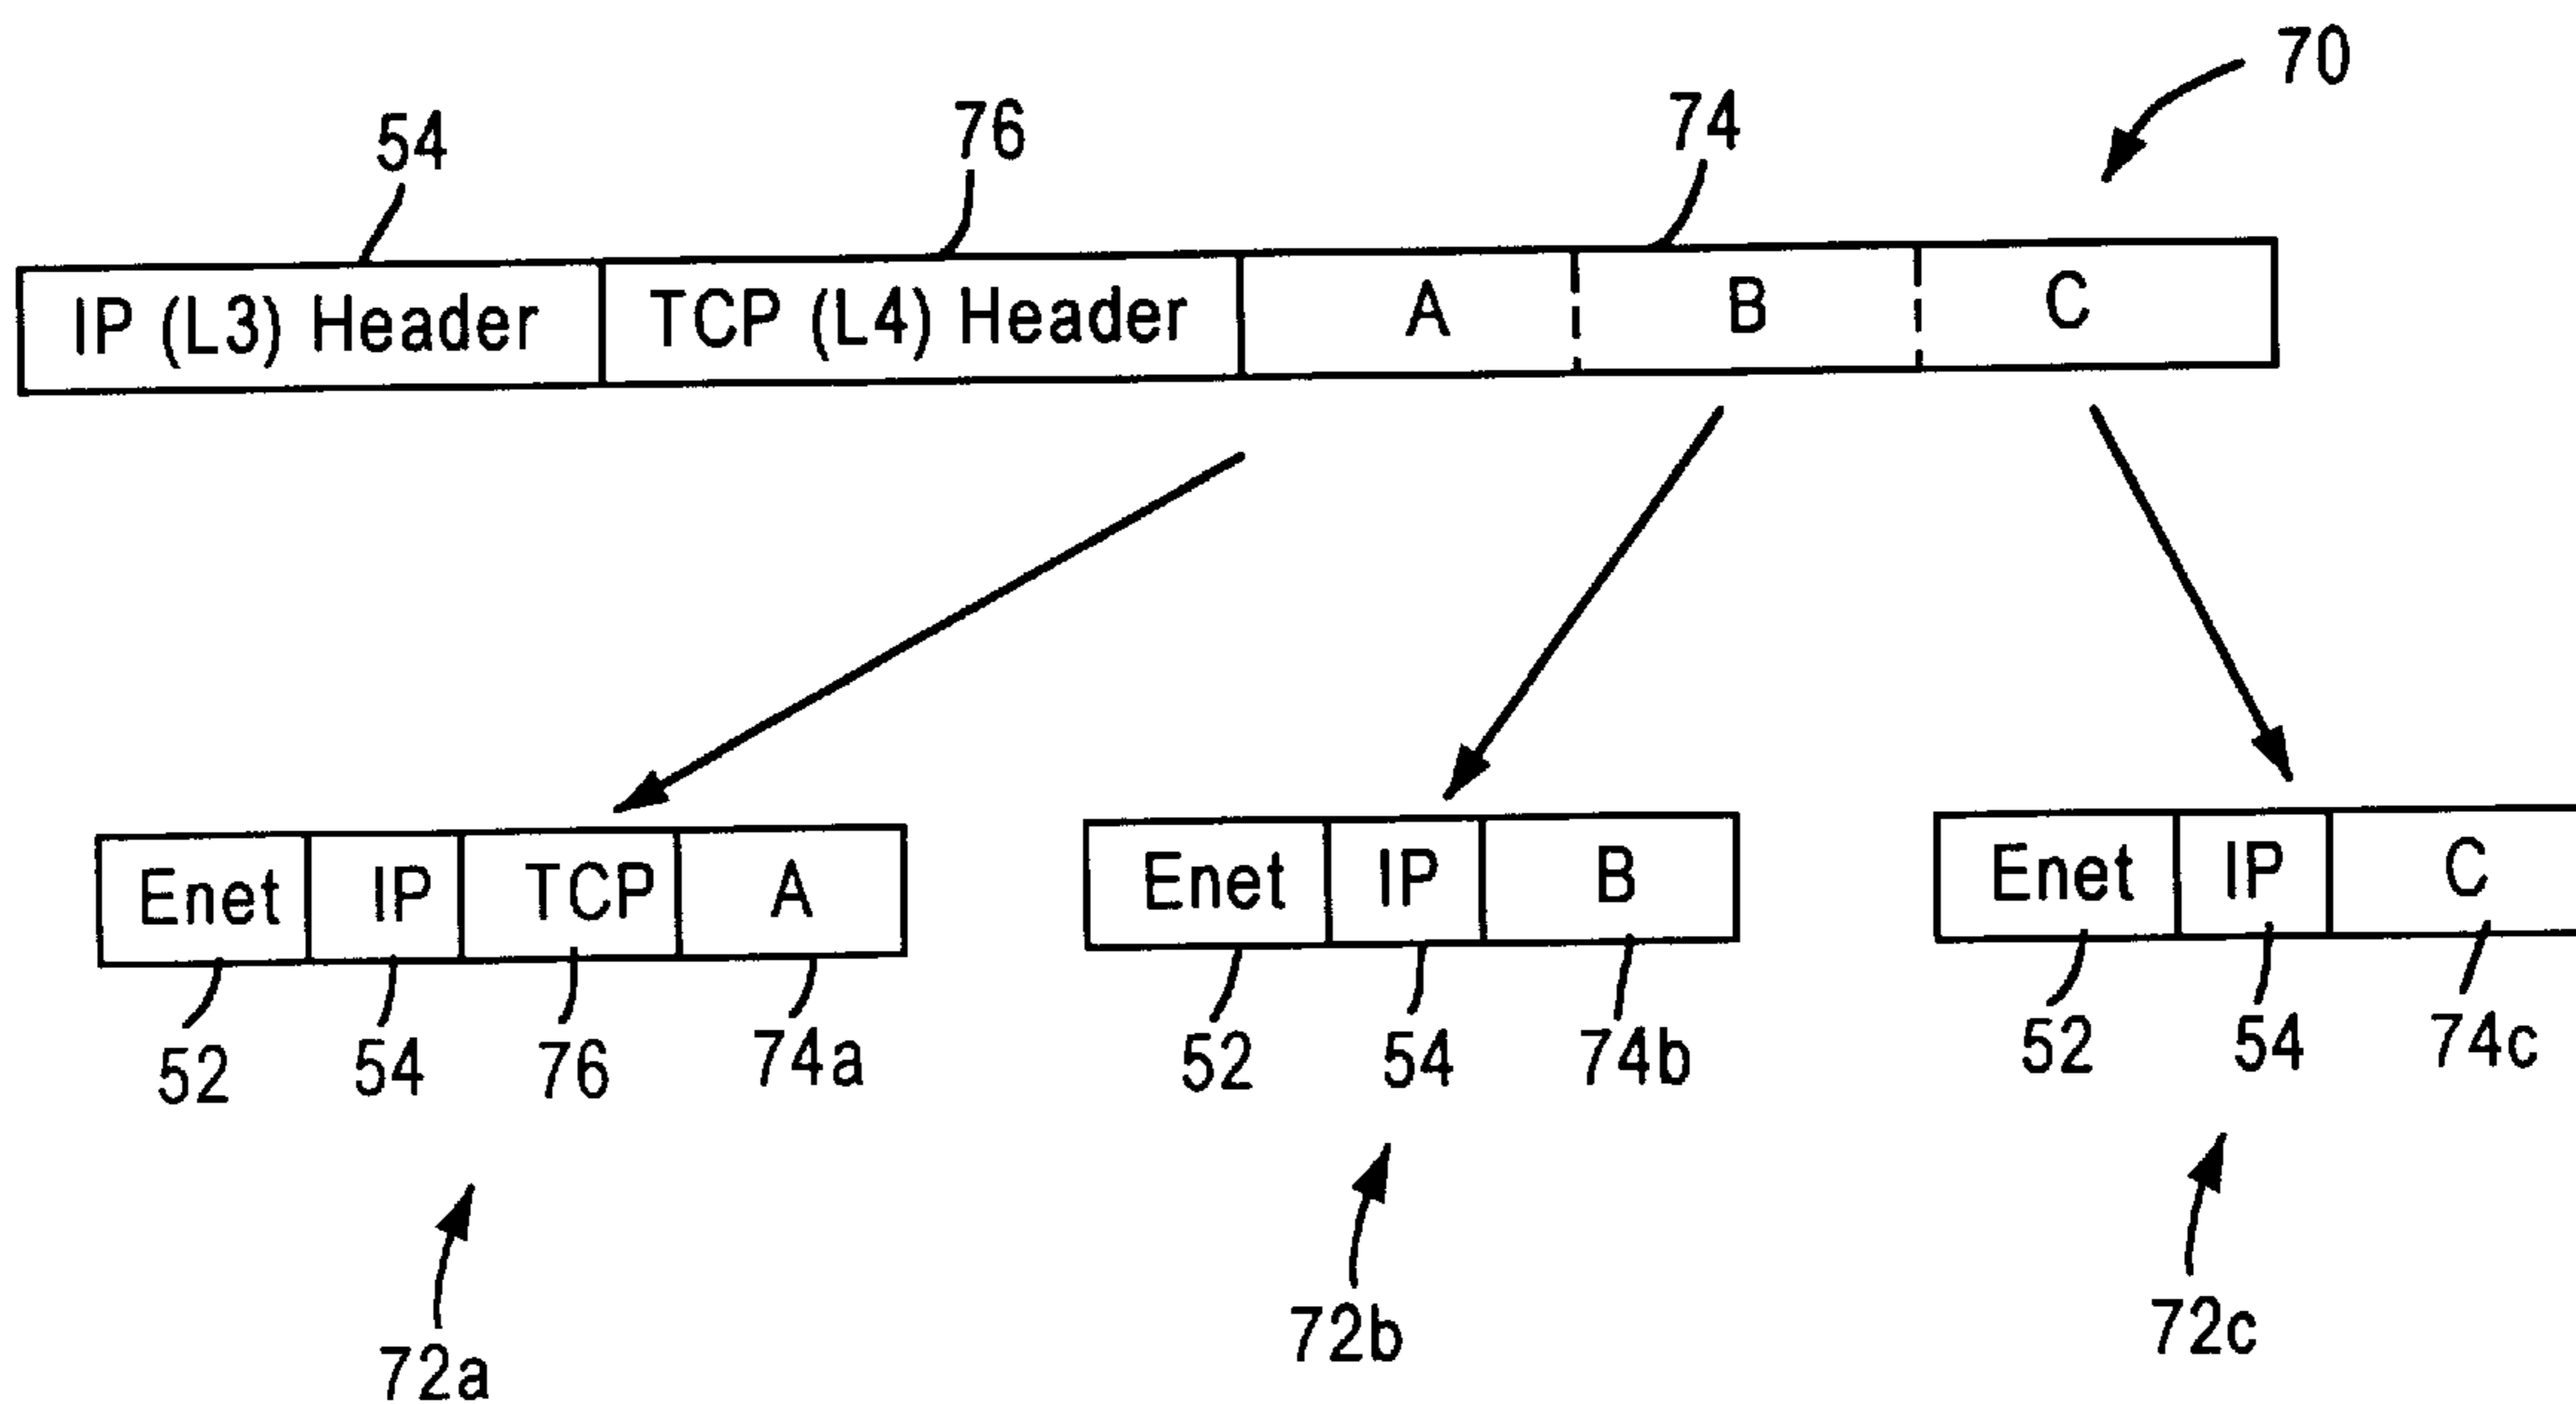 70
54 76 74
IP (L3) Header TCP (L4) Header A B C
Enet IP TCP A Enet IP B Enet IP C
52 54 76 74a 52 54 74b 52 54 74c
72a 72b 72c